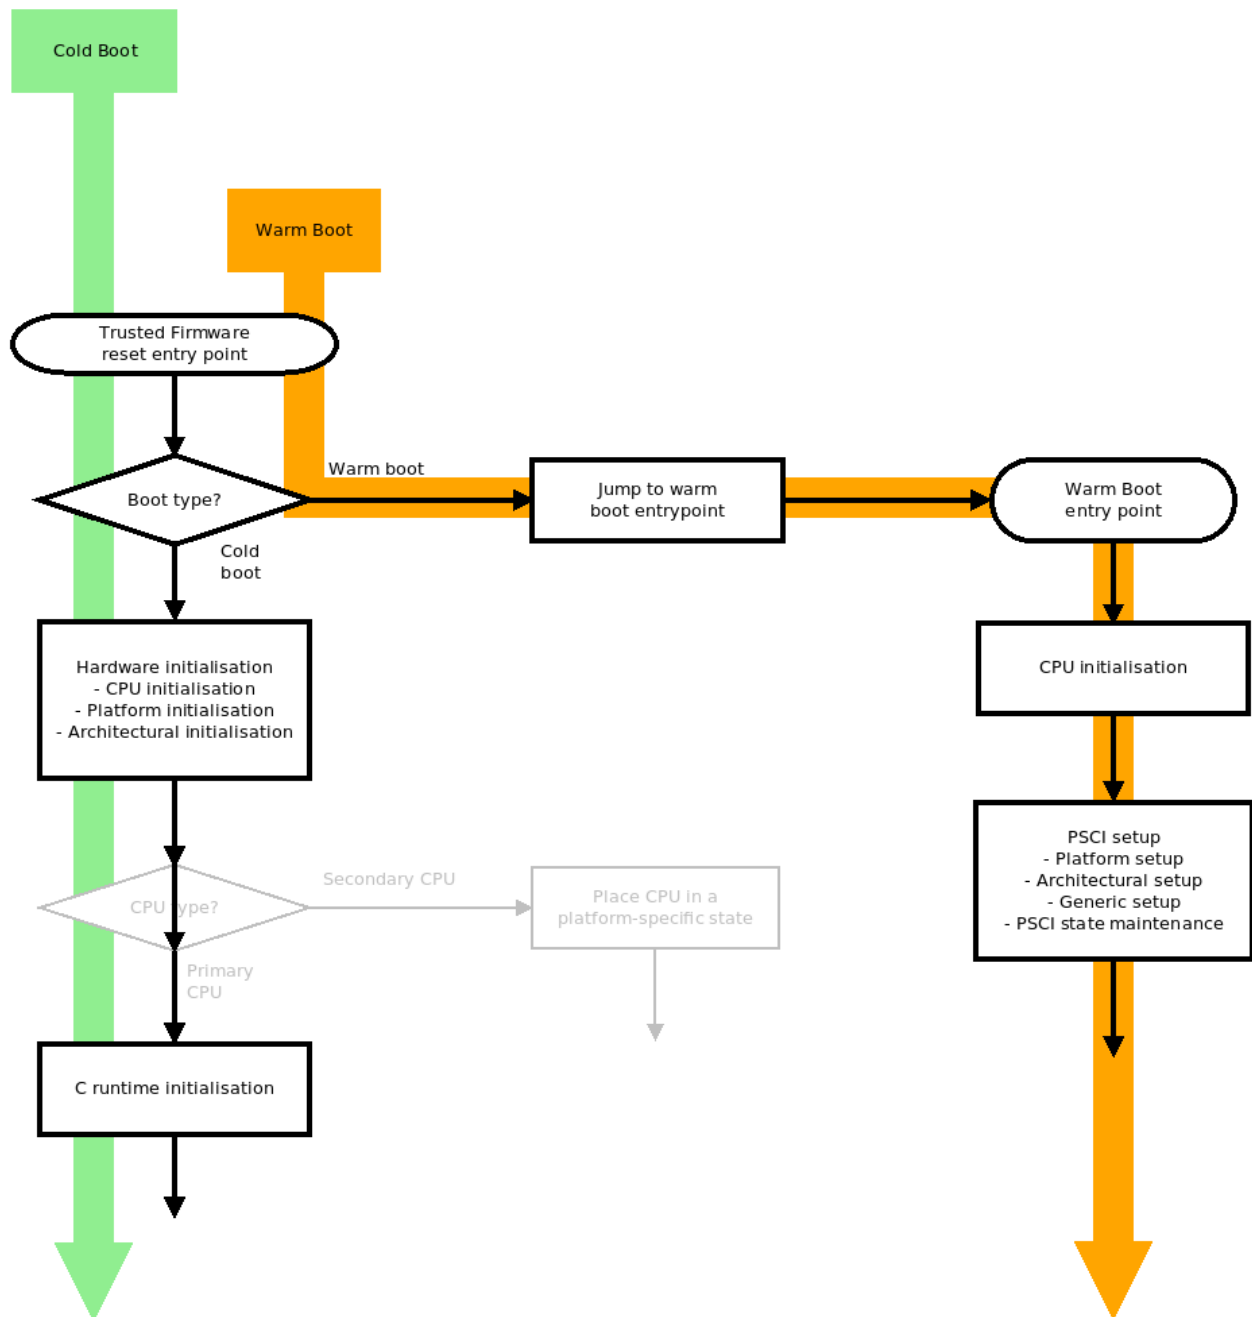 Cold Boot
Warm Boot
Trusted Firmware
reset entry point
Warm boot
Boot type?
Jump to warm
boot entrypoint
Warm Boot
entry point
Cold
boot
Hardware initialisation
- CPU initialisation
- Platform initialisation
- Architectural initialisation
CPU initialisation
PSCI setup
- Platform setup
- Architectural setup
- Generic setup
- PSCI state maintenance
Secondary CPU
CPU type?
Place CPU in a
platform-specific state
Primary
CPU
C runtime initialisation